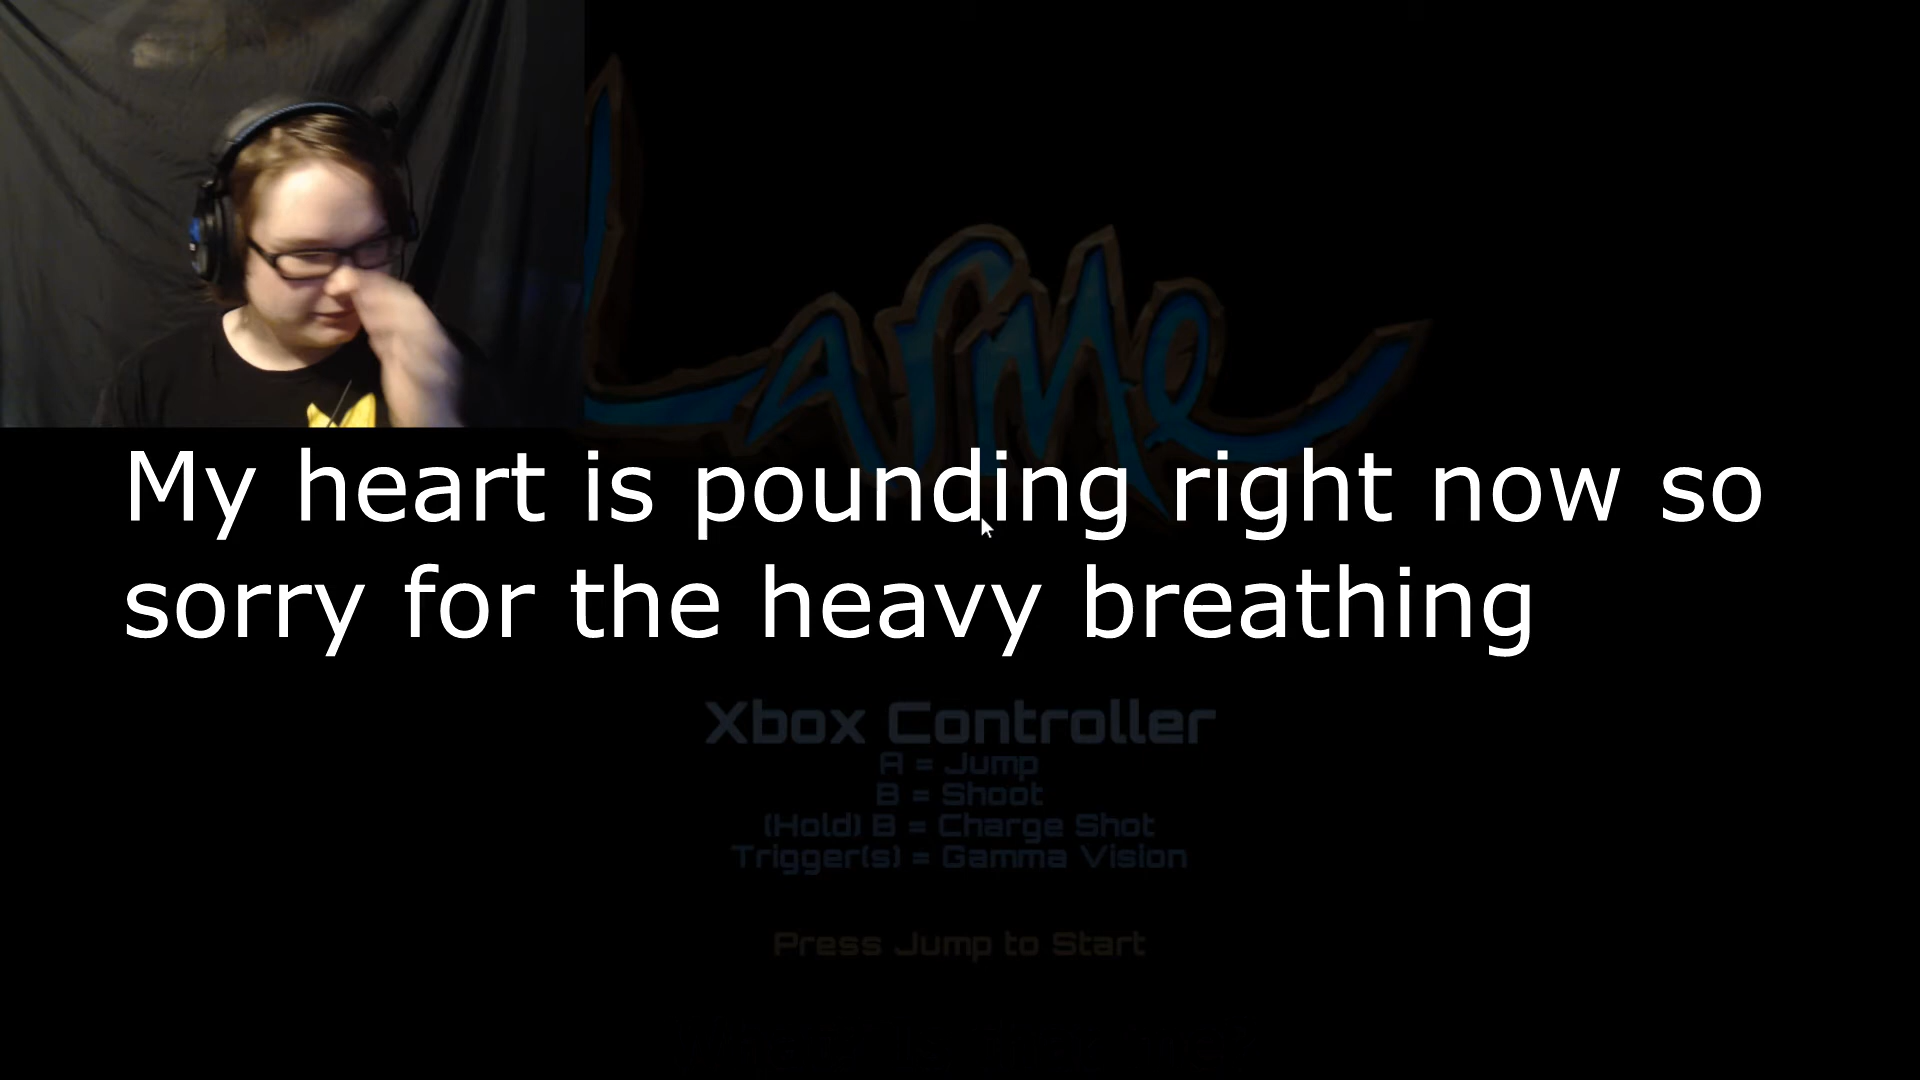 Larme
My heart is pounding right now so
sorry for the heavy breathing
Xbox Controller
A = Jump
B = Shoot
(Hold) B = Charge Shot
Trigger(s) = Gamma Vision
Press Jump to Start